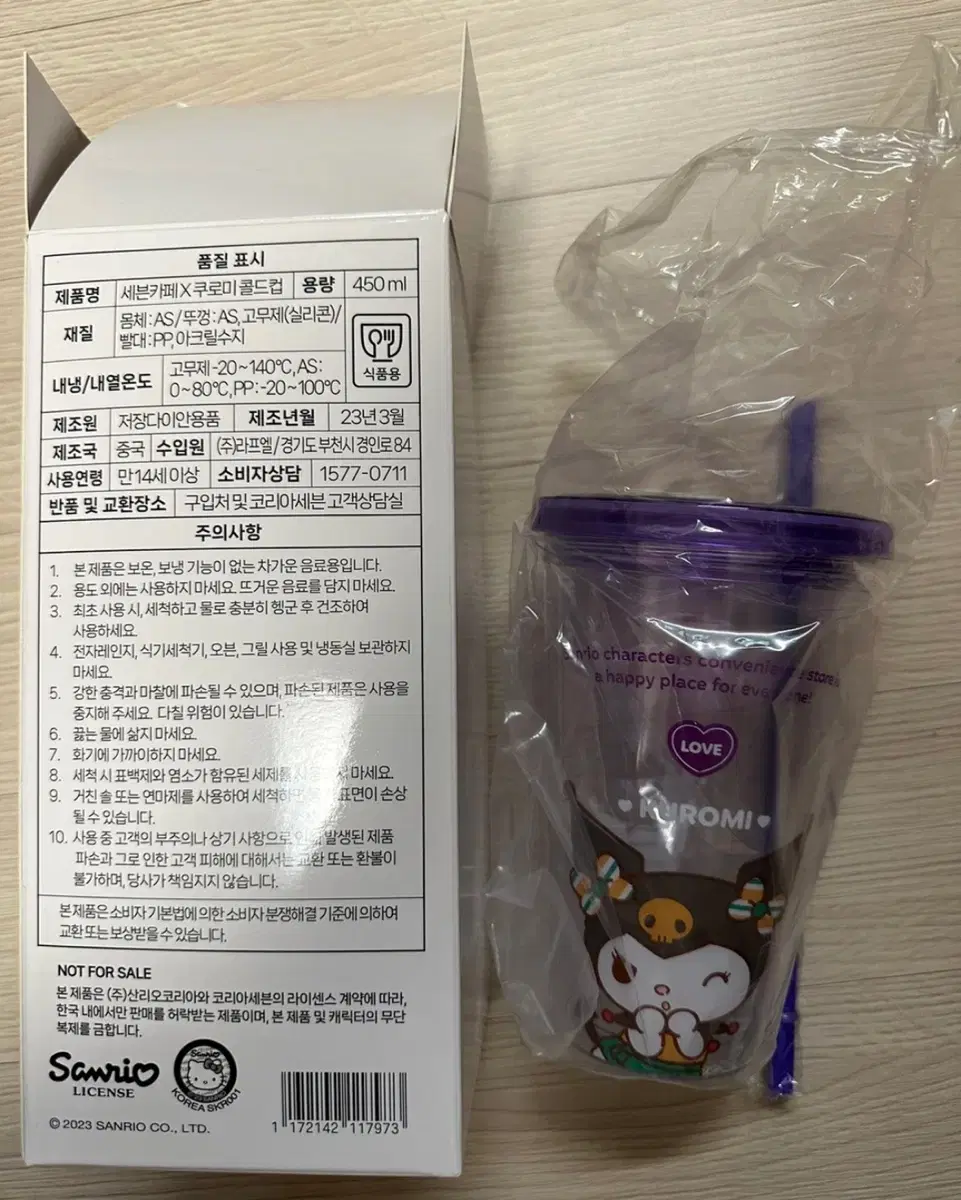 품질 표시
제품명 세븐카페 X 쿠로미 콜드컵 용량 450 ml
재질 몸체 : AS / 뚜껑 : AS, 고무제(실리콘)/
빨대 : PP, 아크릴수지
식품용
내냉/내열온도 고무제 -20~140℃, AS :
0~80℃, PP : -20~100℃
제조원 저장다이안용품 제조년월 23년 3월
제조국 중국 수입원 (주)라프엘 / 경기도 부천시 경인로 84
사용연령 만 14세 이상 소비자상담 1577-0711
반품 및 교환장소 구입처 및 코리아세븐 고객상담실
주의사항
1. 본 제품은 보온, 보냉 기능이 없는 차가운 음료용입니다.
2. 용도 외에는 사용하지 마세요. 뜨거운 음료를 담지 마세요.
3. 최초 사용 시, 세척하고 물로 충분히 헹군 후 건조하여
사용하세요.
4. 전자레인지, 식기세척기, 오븐, 그릴 사용 및 냉동실 보관하지
마세요.
5. 강한 충격과 마찰에 파손될 수 있으며, 파손된 제품은 사용을
중지해 주세요. 다칠 위험이 있습니다.
6. 끓는 물에 삶지 마세요.
7. 화기에 가까이하지 마세요.
8. 세척 시 표백제와 염소가 함유된 세제를 마세요.
9. 거친 솔 또는 연마제를 사용하여 세척하면 표면이 손상
될 수 있습니다.
10. 사용 중 고객의 부주의나 상기 사항으로 발생된 제품
파손과 그로 인한 고객 피해에 대해서는 교환 또는 환불이
불가하며, 당사가 책임지지 않습니다.
본 제품은 소비자 기본법에 의한 소비자 분쟁해결 기준에 의하여
교환 또는 보상받을 수 있습니다.
NOT FOR SALE
본 제품은 (주)산리오코리아와 코리아세븐의 라이센스 계약에 따라,
한국 내에서만 판매를 허락받는 제품이며, 본 제품 및 캐릭터의 무단
복제를 금합니다.
Sanrio
LICENSE
Sanrio
KOREA SKR001
© 2023 SANRIO CO., LTD.
1 172142 117973
characters convenience store
a happy place for everyone!
LOVE
KUROMI